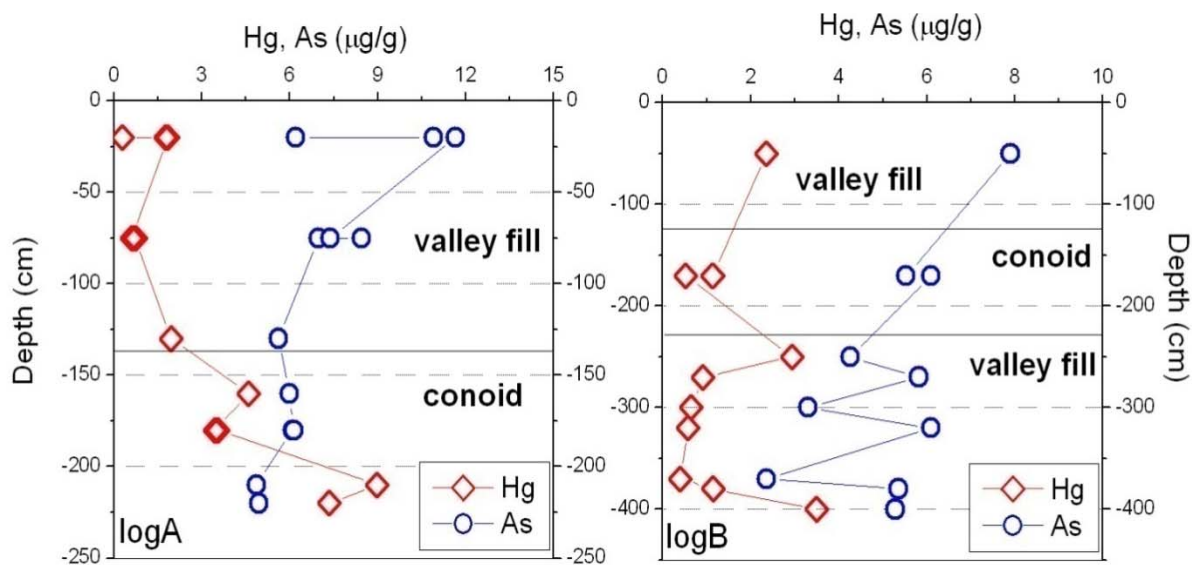 Hg, As (μg/g)
0 3 6 9 12 15
0 0
-50 -50
valley fill
-100 -100
Depth (cm)
-150 -150
conoid
-200 -200
Hg
As
logA
-250 -250
Hg, As (μg/g)
0 2 4 6 8 10
0 0
valley fill
-100 -100
conoid
-200 -200
Depth (cm)
valley fill
-300 -300
Hg
As
-400 -400
logB